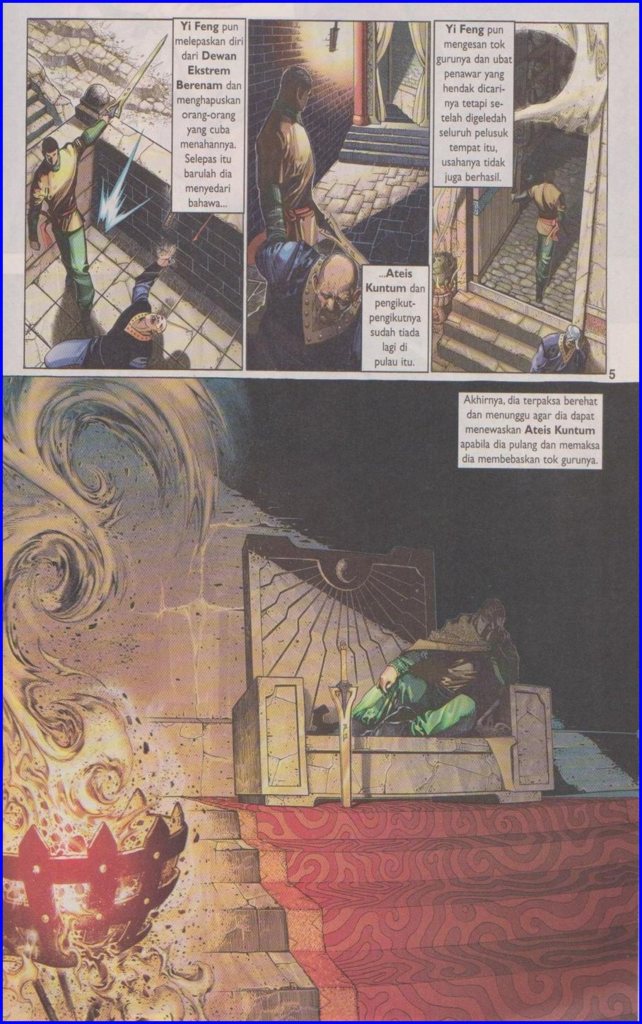 Yi Feng pun
melepaskan diri
dari Dewan
Ekstrem
Berenam dan
menghapuskan
orang-orang
yang cuba
menahannya.
Selepas itu
barulah dia
menyedari
bahawa...
...Ateis
Kuntum dan
pengikut-
pengikutnya
sudah tiada
lagi di
pulau itu.
Yi Feng pun
mengesan tok
gurunya dan ubat
penawar yang
hendak dicari-
nya tetapi se-
telah digeledah
seluruh pelusuk
tempat itu,
usahanya tidak
juga berhasil.
5
Akhirnya, dia terpaksa berehat
dan menunggu agar dia dapat
menewaskan Ateis Kuntum
apabila dia pulang dan memaksa
dia membebaskan tok gurunya.